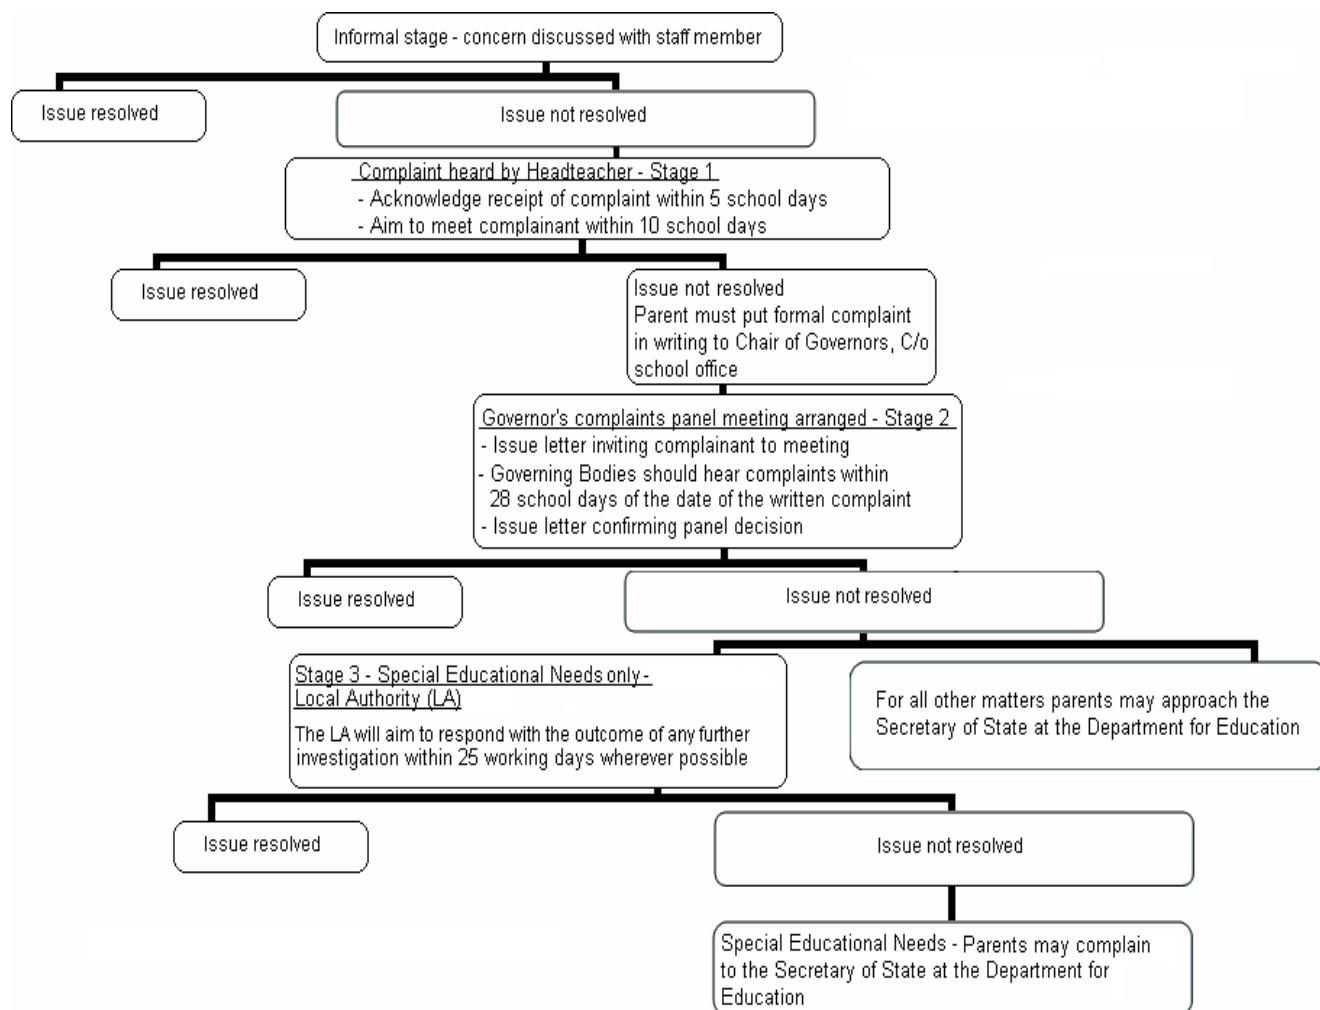 Informal stage - concern discussed with staff member
Issue resolved
Issue not resolved
Complaint heard by Headteacher - Stage 1
- Acknowledge receipt of complaint within 5 school days
- Aim to meet complainant within 10 school days
Issue resolved
Issue not resolved
Parent must put formal complaint
in writing to Chair of Governors, C/o
school office
Governor's complaints panel meeting arranged - Stage 2
- Issue letter inviting complainant to meeting
- Governing Bodies should hear complaints within
28 school days of the date of the written complaint
- Issue letter confirming panel decision
Issue resolved
Issue not resolved
Stage 3 - Special Educational Needs only -
Local Authority (LA)
The LA will aim to respond with the outcome of any further
investigation within 25 working days wherever possible
For all other matters parents may approach the
Secretary of State at the Department for Education
Issue resolved
Issue not resolved
Special Educational Needs - Parents may complain
to the Secretary of State at the Department for
Education